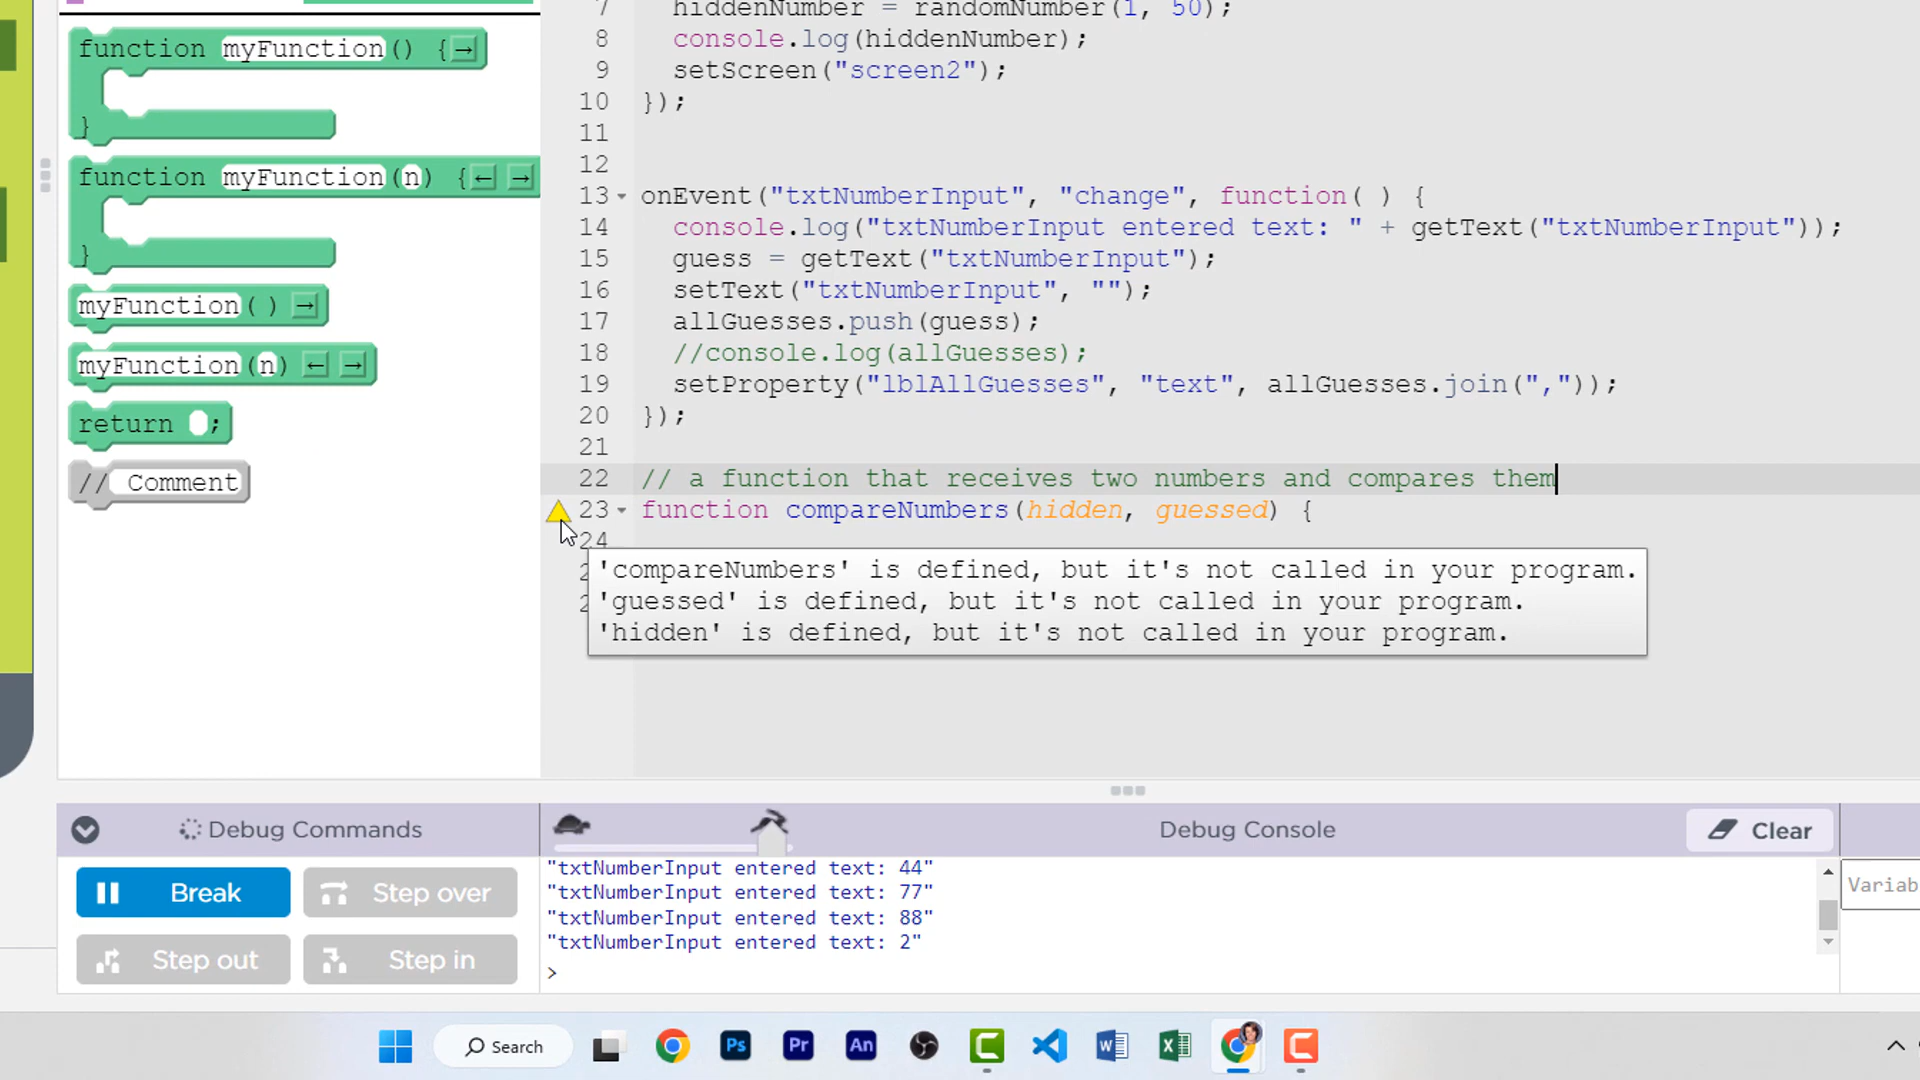 function myFunction() {→
}
function myFunction(n) {← →
}
myFunction() →
myFunction(n) ← →
return ;
// Comment
7 hiddenNumber = randomNumber(1, 50);
8 console.log(hiddenNumber);
9 setScreen("screen2");
10 });
11
12
13 onEvent("txtNumberInput", "change", function( ) {
14 console.log("txtNumberInput entered text: " + getText("txtNumberInput"));
15 guess = getText("txtNumberInput");
16 setText("txtNumberInput", "");
17 allGuesses.push(guess);
18 //console.log(allGuesses);
19 setProperty("lblAllGuesses", "text", allGuesses.join(","));
20 });
21
22 // a function that receives two numbers and compares them
23 function compareNumbers(hidden, guessed) {
24
'compareNumbers' is defined, but it's not called in your program.
'guessed' is defined, but it's not called in your program.
'hidden' is defined, but it's not called in your program.
Debug Commands
Break
Step over
Step out
Step in
Debug Console
Clear
"txtNumberInput entered text: 44"
"txtNumberInput entered text: 77"
"txtNumberInput entered text: 88"
"txtNumberInput entered text: 2"
>
Variab
Search
Ps
Pr
An